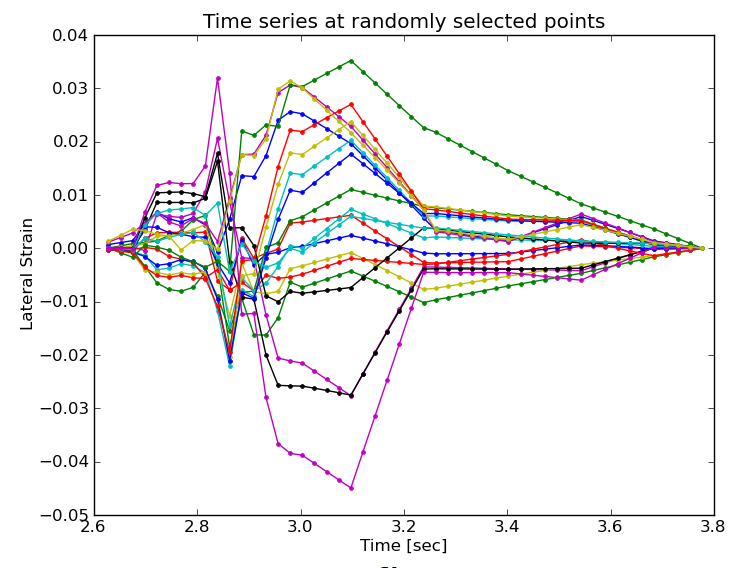 Time series at randomly selected points
0.04
0.03
0.02
0.01
0.00
−0.01
−0.02
−0.03
−0.04
−0.05
Lateral Strain
2.6 2.8 3.0 3.2 3.4 3.6 3.8
Time [sec]